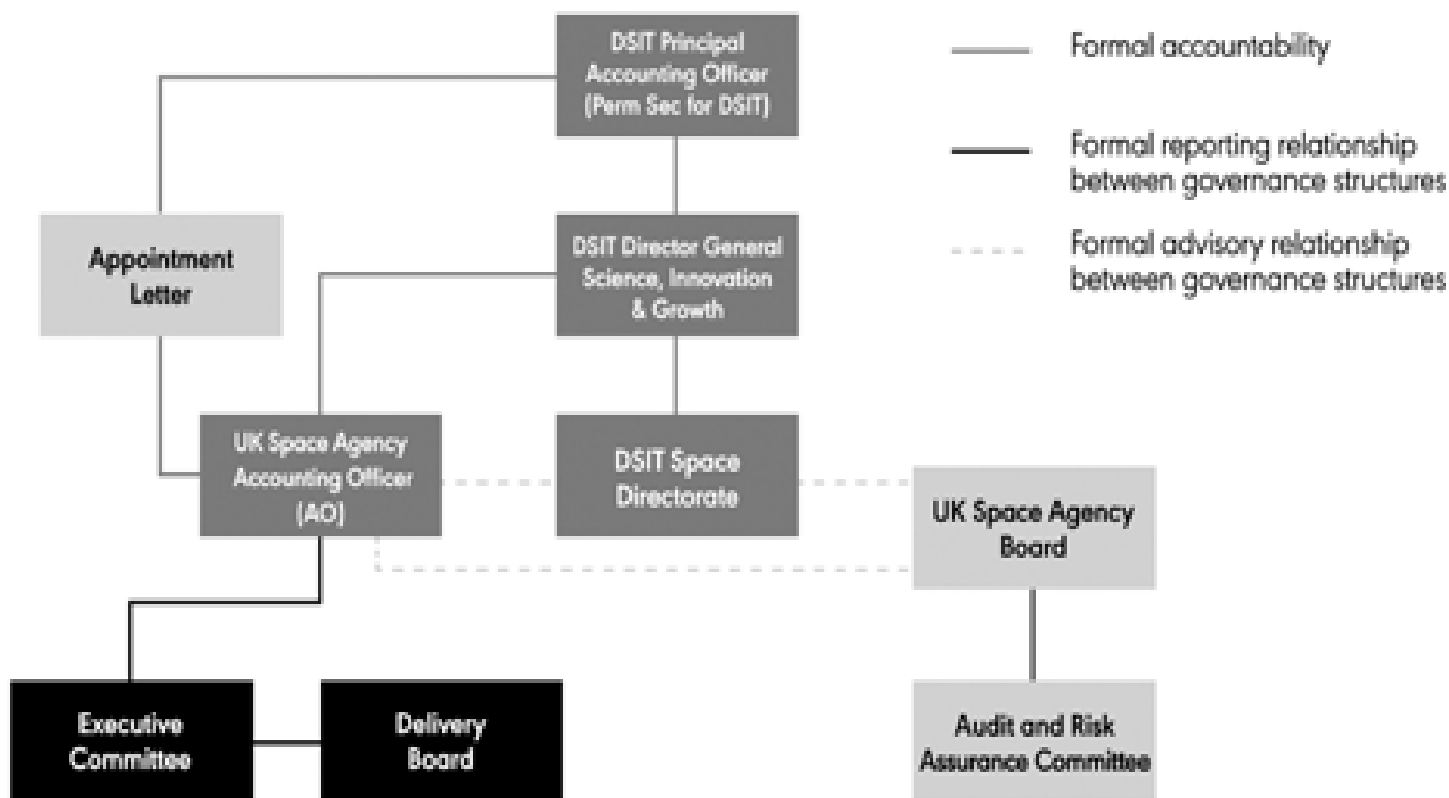 DSIT Principal
Accounting Officer
(Perm Sec for DSIT)
Formal accountability
Formal reporting relationship
between governance structures
Formal advisory relationship
between governance structures
Appointment
Letter
DSIT Director General
Science, Innovation
& Growth
UK Space Agency
Accounting Officer
(AO)
DSIT Space
Directorate
UK Space Agency
Board
Executive
Committee
Delivery
Board
Audit and Risk
Assurance Committee